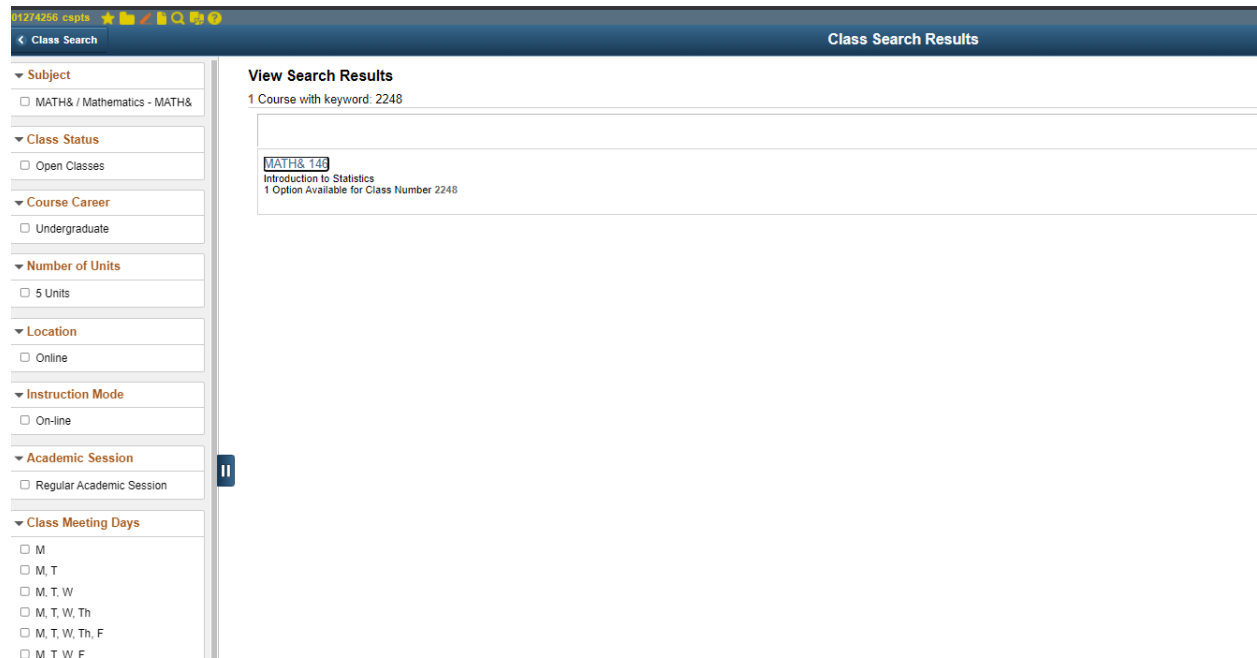 01274256 cspts
Class Search
Class Search Results
Subject
MATH& / Mathematics - MATH&
Class Status
Open Classes
Course Career
Undergraduate
Number of Units
5 Units
Location
Online
Instruction Mode
On-line
Academic Session
Regular Academic Session
Class Meeting Days
M
M, T
M, T, W
M, T, W, Th
M, T, W, Th, F
M, T, W, F
View Search Results
1 Course with keyword: 2248
MATH& 146
Introduction to Statistics
1 Option Available for Class Number 2248